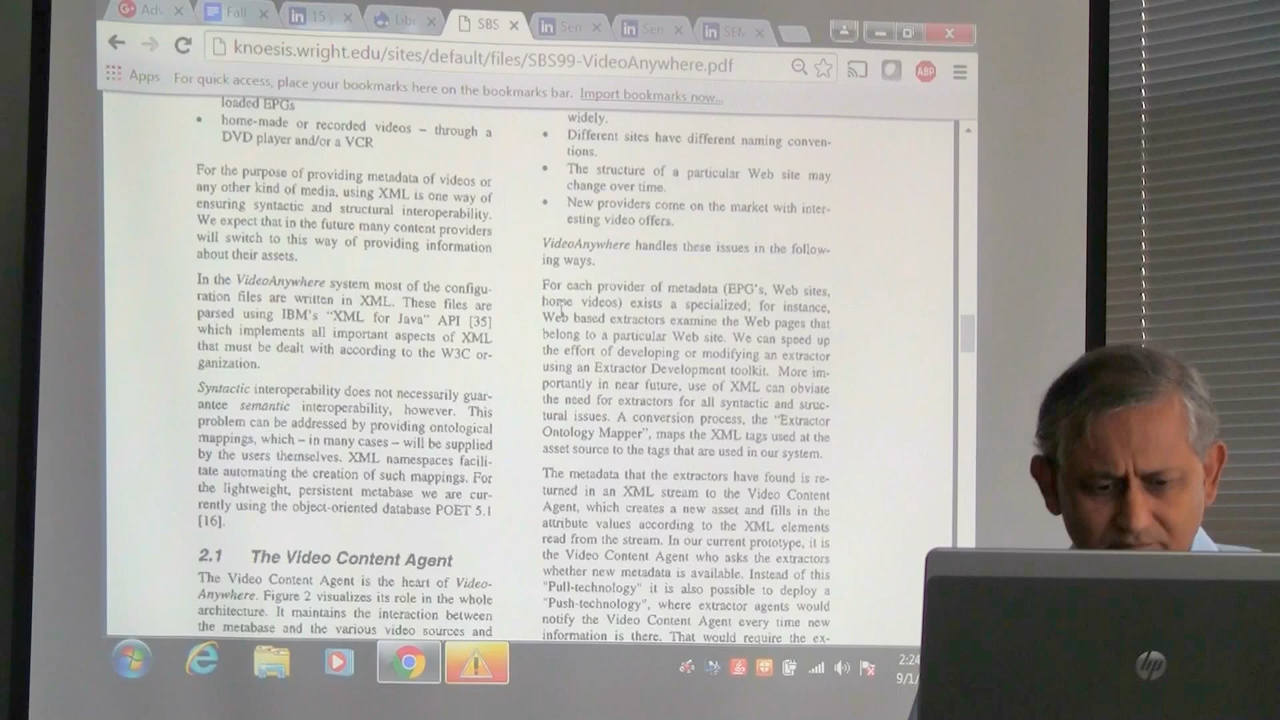 Fall
15
Libr
SBS
Sen
Sem
SEM
knoesis.wright.edu/sites/default/files/SBS99-VideoAnywhere.pdf
ABP
Apps For quick access, place your bookmarks here on the bookmarks bar. Import bookmarks now...
loaded EPGs
• home-made or recorded videos – through a
DVD player and/or a VCR
For the purpose of providing metadata of videos or
any other kind of media, using XML is one way of
ensuring syntactic and structural interoperability.
We expect that in the future many content providers
will switch to this way of providing information
about their assets.
In the VideoAnywhere system most of the configu-
ration files are written in XML. These files are
parsed using IBM's "XML for Java" API [35]
which implements all important aspects of XML
that must be dealt with according to the W3C or-
ganization.
Syntactic interoperability does not necessarily guar-
antee semantic interoperability, however. This
problem can be addressed by providing ontological
mappings, which – in many cases – will be supplied
by the users themselves. XML namespaces facili-
tate automating the creation of such mappings. For
the lightweight, persistent metabase we are cur-
rently using the object-oriented database POET 5.1
[16].
2.1 The Video Content Agent
The Video Content Agent is the heart of Video-
Anywhere. Figure 2 visualizes its role in the whole
architecture. It maintains the interaction between
the metabase and the various video sources and
widely.
• Different sites have different naming conven-
tions.
• The structure of a particular Web site may
change over time.
• New providers come on the market with inter-
esting video offers.
VideoAnywhere handles these issues in the follow-
ing ways.
For each provider of metadata (EPG's, Web sites,
home videos) exists a specialized; for instance,
Web based extractors examine the Web pages that
belong to a particular Web site. We can speed up
the effort of developing or modifying an extractor
using an Extractor Development toolkit. More im-
portantly in near future, use of XML can obviate
the need for extractors for all syntactic and struc-
tural issues. A conversion process, the "Extractor
Ontology Mapper", maps the XML tags used at the
asset source to the tags that are used in our system.
The metadata that the extractors have found is re-
turned in an XML stream to the Video Content
Agent, which creates a new asset and fills in the
attribute values according to the XML elements
read from the stream. In our current prototype, it is
the Video Content Agent who asks the extractors
whether new metadata is available. Instead of this
"Pull-technology" it is also possible to deploy a
"Push-technology", where extractor agents would
notify the Video Content Agent every time new
information is there. That would require the ex-
2:24
9/1/
hp